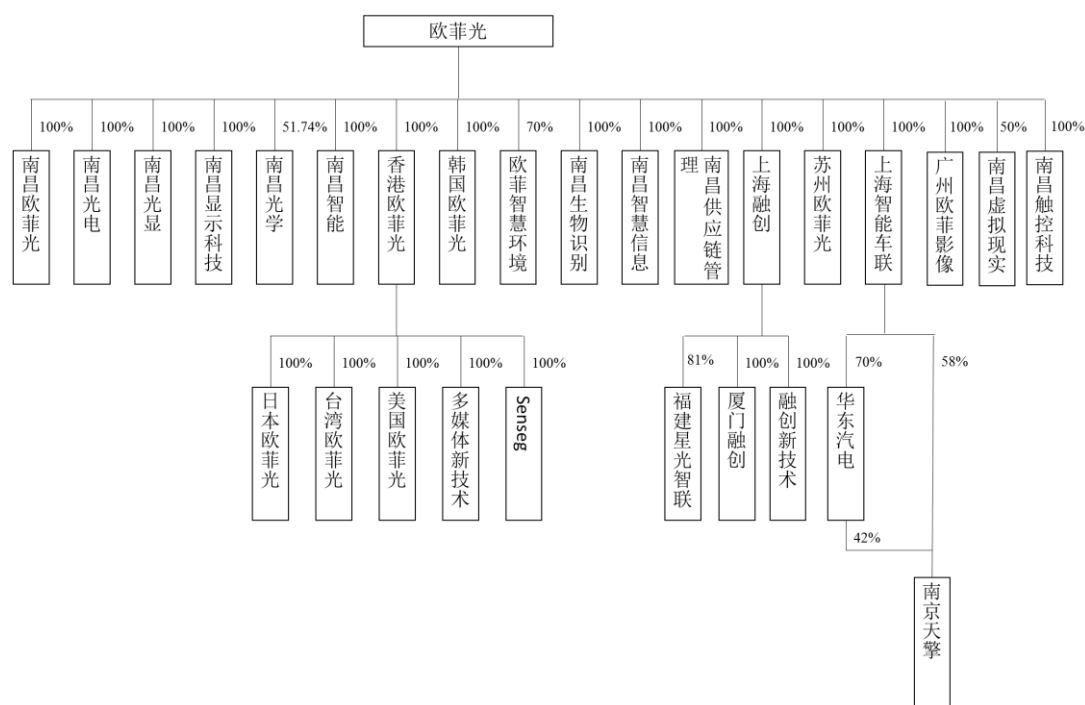 欧菲光
100%
100%
100%
100%
51.74%
100%
100%
100%
70%
100%
100%
100%
100%
100%
100%
100%
50%
100%
南昌欧菲光
南昌光电
南昌光显
南昌显示科技
南昌光学
南昌智能
香港欧菲光
韩国欧菲光
欧菲智慧环境
南昌生物识别
南昌智慧信息
南昌供应链管
理
上海融创
苏州欧菲光
上海智能车联
广州欧菲影像
南昌虚拟现实
南昌触控科技
100%
100%
100%
100%
100%
81%
100%
100%
70%
58%
日本欧菲光
台湾欧菲光
美国欧菲光
多媒体新技术
Senseg
福建星光智联
厦门融创
融创新技术
华东汽电
42%
南京天擎